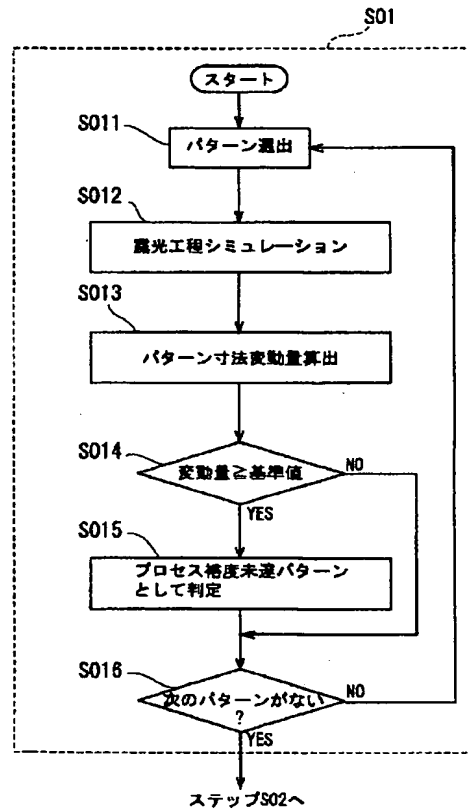 S01
スタート
S011
パターン選出
S012
露光工程シミュレーション
S013
パターン寸法変動量算出
S014
変動量≧基準値
NO
YES
S015
プロセス裕度未達パターン
として判定
S016
次のパターンがない
?
NO
YES
ステップS02へ